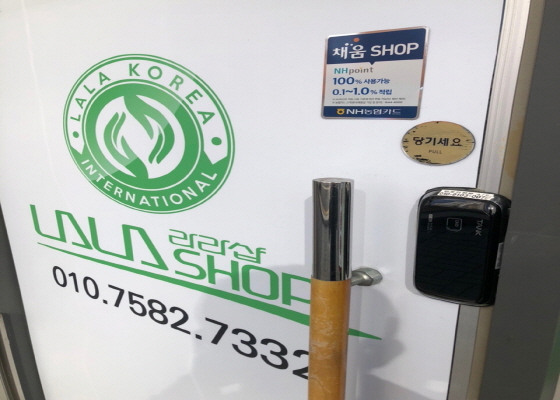 채움 SHOP
NHpoint
100% 사용가능
0.1~1.0% 적립
NH농협카드
당기세요
PULL
· LALA KOREA ·
INTERNATIONAL
LALA 라라샵
SHOP
010.7582.7332